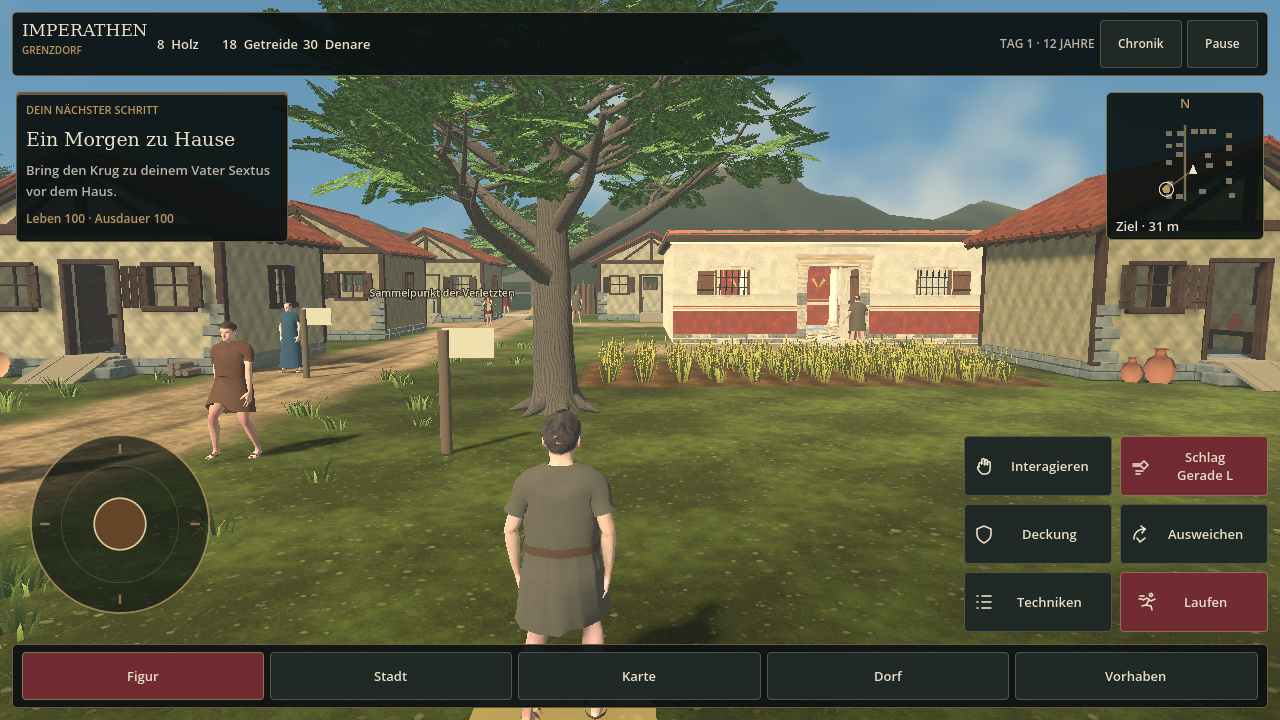 IMPERATHEN
GRENZDORF
8 Holz 18 Getreide 30 Denare
TAG 1 · 12 JAHRE
Chronik
Pause
DEIN NÄCHSTER SCHRITT
Ein Morgen zu Hause
Bring den Krug zu deinem Vater Sextus
vor dem Haus.
Leben 100 · Ausdauer 100
N
Ziel · 31 m
Sammelpunkt der Verletzten
Interagieren
Schlag
Gerade L
Deckung
Ausweichen
Techniken
Laufen
Figur
Stadt
Karte
Dorf
Vorhaben